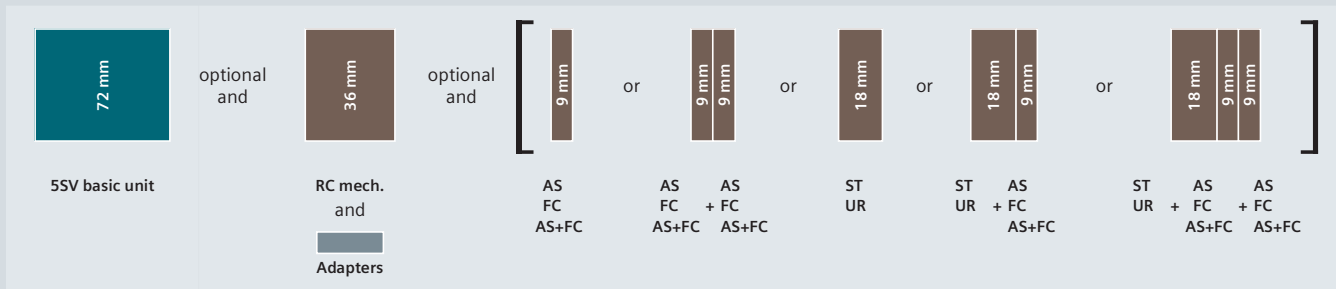 72 mm
optional
and
36 mm
optional
and
9 mm
or
9 mm
9 mm
or
18 mm
or
18 mm
9 mm
or
18 mm
9 mm
9 mm
5SV basic unit
RC mech.
and
Adapters
AS
FC
AS+FC
AS AS
FC + FC
AS+FC AS+FC
ST
UR
ST AS
UR + FC
AS+FC
ST AS AS
UR + FC + FC
AS+FC AS+FC